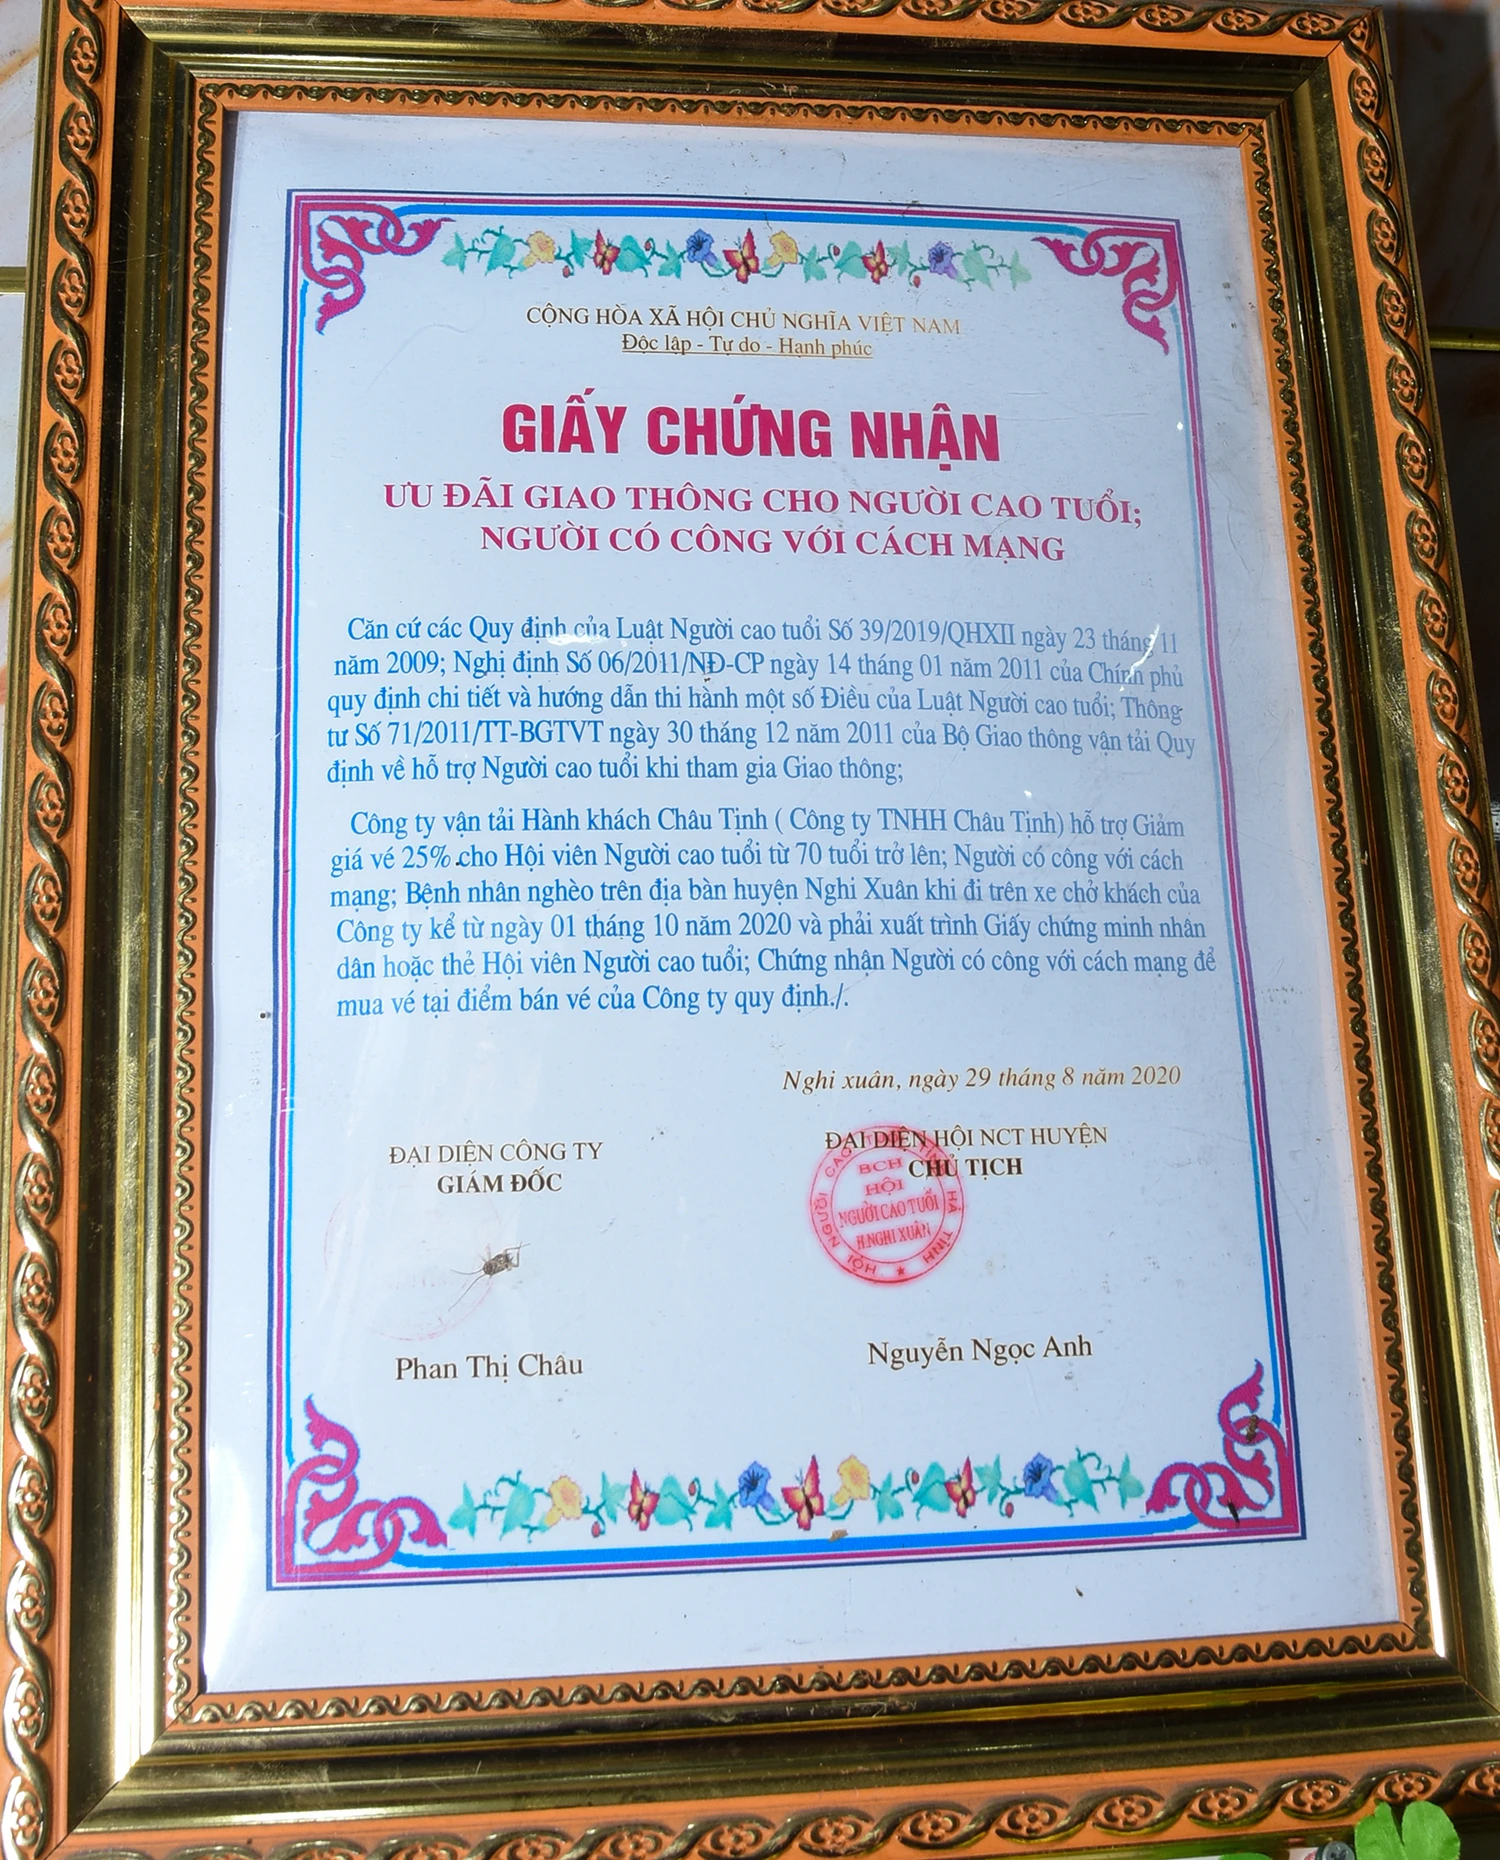 CỘNG HÒA XÃ HỘI CHỦ NGHĨA VIỆT NAM
Độc lập - Tự do - Hạnh phúc
GIẤY CHỨNG NHẬN
ƯU ĐÃI GIAO THÔNG CHO NGƯỜI CAO TUỔI;
NGƯỜI CÓ CÔNG VỚI CÁCH MẠNG
Căn cứ các Quy định của Luật Người cao tuổi Số 39/2019/QHXII ngày 23 tháng 11
năm 2009; Nghị định Số 06/2011/NĐ-CP ngày 14 tháng 01 năm 2011 của Chính phủ
quy định chi tiết và hướng dẫn thi hành một số Điều của Luật Người cao tuổi; Thông
tư Số 71/2011/TT-BGTVT ngày 30 tháng 12 năm 2011 của Bộ Giao thông vận tải Quy
định về hỗ trợ Người cao tuổi khi tham gia Giao thông;
Công ty vận tải Hành khách Châu Tịnh ( Công ty TNHH Châu Tịnh) hỗ trợ Giảm
giá vé 25% cho Hội viên Người cao tuổi từ 70 tuổi trở lên; Người có công với cách
mạng; Bệnh nhân nghèo trên địa bàn huyện Nghi Xuân khi đi trên xe chở khách của
Công ty kể từ ngày 01 tháng 10 năm 2020 và phải xuất trình Giấy chứng minh nhân
dân hoặc thẻ Hội viên Người cao tuổi; Chứng nhận Người có công với cách mạng để
mua vé tại điểm bán vé của Công ty quy định./.
Nghi xuân, ngày 29 tháng 8 năm 2020
ĐẠI DIỆN CÔNG TY
GIÁM ĐỐC
Phan Thị Châu
ĐẠI DIỆN HỘI NCT HUYỆN
CHỦ TỊCH
BCH
HỘI
NGƯỜI CAO TUỔI
H.NGHI XUÂN
HỘI NGƯỜI CAO TỈNH HÀ TĨNH
Nguyễn Ngọc Anh